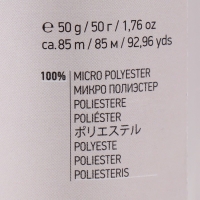 ℮ 50 g / 50 г / 1,76 oz
ca. 85 m / 85 м / 92,96 yds
100% MICRO POLYESTER
МИКРО ПОЛИЭСТЕР
POLIESTERE
POLIÉSTER
ポリエステル
POLYESTE
POLIESTER
POLIESTERIS